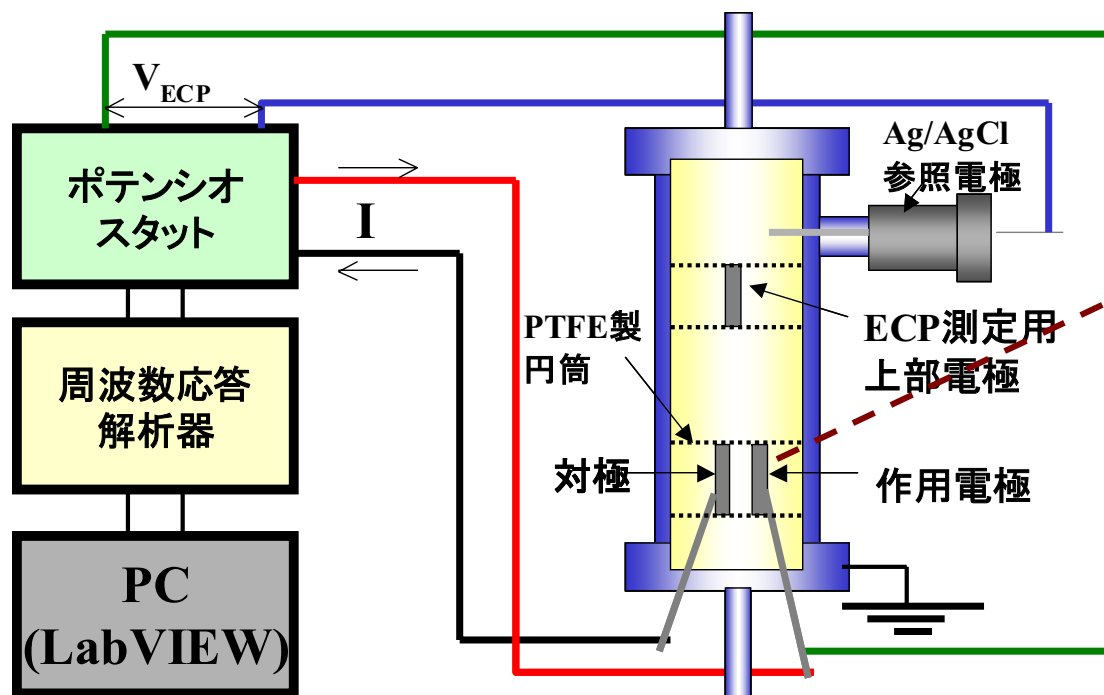 V_ECP
ポテンシオ
スタット
I
周波数応答
解析器
PC
(LabVIEW)
Ag/AgCl
参照電極
ECP測定用
上部電極
PTFE製
円筒
対極
作用電極